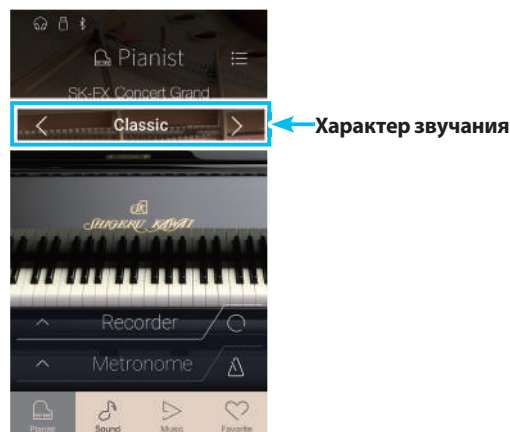 Pianist
SK-EX Concert Grand
Classic
Характер звучания
SHIGERU KAWAI
Recorder
Metronome
Pianist Sound Music Favorite